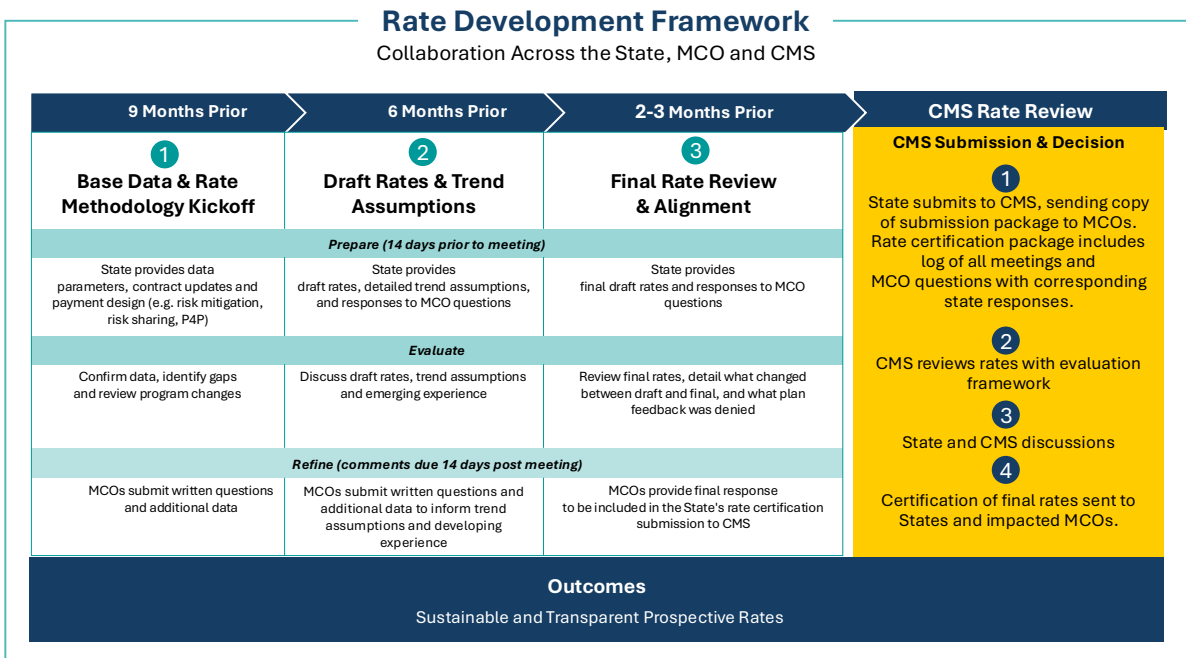 Rate Development Framework
Collaboration Across the State, MCO and CMS
9 Months Prior
6 Months Prior
2-3 Months Prior
CMS Rate Review
1
Base Data & Rate
Methodology Kickoff
2
Draft Rates & Trend
Assumptions
3
Final Rate Review
& Alignment
Prepare (14 days prior to meeting)
State provides data
parameters, contract updates and
payment design (e.g. risk mitigation,
risk sharing, P4P)
State provides
draft rates, detailed trend assumptions,
and responses to MCO questions
State provides
final draft rates and responses to MCO
questions
Evaluate
Confirm data, identify gaps
and review program changes
Discuss draft rates, trend assumptions
and emerging experience
Review final rates, detail what changed
between draft and final, and what plan
feedback was denied
Refine (comments due 14 days post meeting)
MCOs submit written questions
and additional data
MCOs submit written questions and
additional data to inform trend
assumptions and developing
experience
MCOs provide final response
to be included in the State's rate certification
submission to CMS
CMS Submission & Decision
1
State submits to CMS, sending copy
of submission package to MCOs.
Rate certification package includes
log of all meetings and
MCO questions with corresponding
state responses.
2
CMS reviews rates with evaluation
framework
3
State and CMS discussions
4
Certification of final rates sent to
States and impacted MCOs.
Outcomes
Sustainable and Transparent Prospective Rates